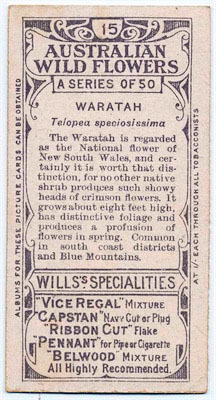 15
AUSTRALIAN
WILD FLOWERS
A SERIES OF 50
WARATAH
Telopea speciosissima
The Waratah is regarded
as the National flower of
New South Wales, and cer-
tainly it is worth that dis-
tinction, for no other native
shrub produces such showy
heads of crimson flowers. It
grows about eight feet high,
has distinctive foliage and
produces a profusion of
flowers in spring. Common
in south coast districts
and Blue Mountains.
WILLS'S SPECIALITIES
"VICE REGAL" MIXTURE
"CAPSTAN" NAVY CUT or PLUG
"RIBBON CUT" Flake
"PENNANT" for Pipe or Cigarette
"BELWOOD" MIXTURE
All Highly Recommended.
ALBUMS FOR THESE PICTURE CARDS CAN BE OBTAINED
AT 1/- EACH THROUGH ALL TOBACCONISTS